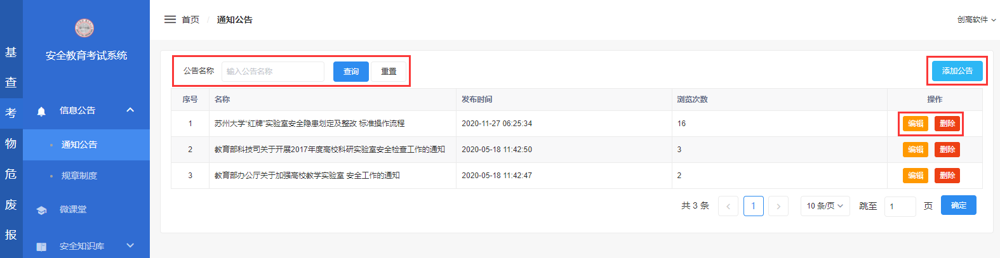 基
查
考
物
危
废
报
安全教育考试系统
信息公告
通知公告
规章制度
微课堂
安全知识库
首页 / 通知公告
创高软件
公告名称 输入公告名称 查询 重置 添加公告
序号 名称 发布时间 浏览次数 操作
1 苏州大学“红牌”实验室安全隐患划定及整改 标准操作流程 2020-11-27 06:25:34 16 编辑 删除
2 教育部科技司关于开展2017年度高校科研实验室安全检查工作的通知 2020-05-18 11:42:50 3 编辑 删除
3 教育部办公厅关于加强高校教学实验室 安全工作的通知 2020-05-18 11:42:47 2 编辑 删除
共 3 条 1 10 条/页 跳至 1 页 确定